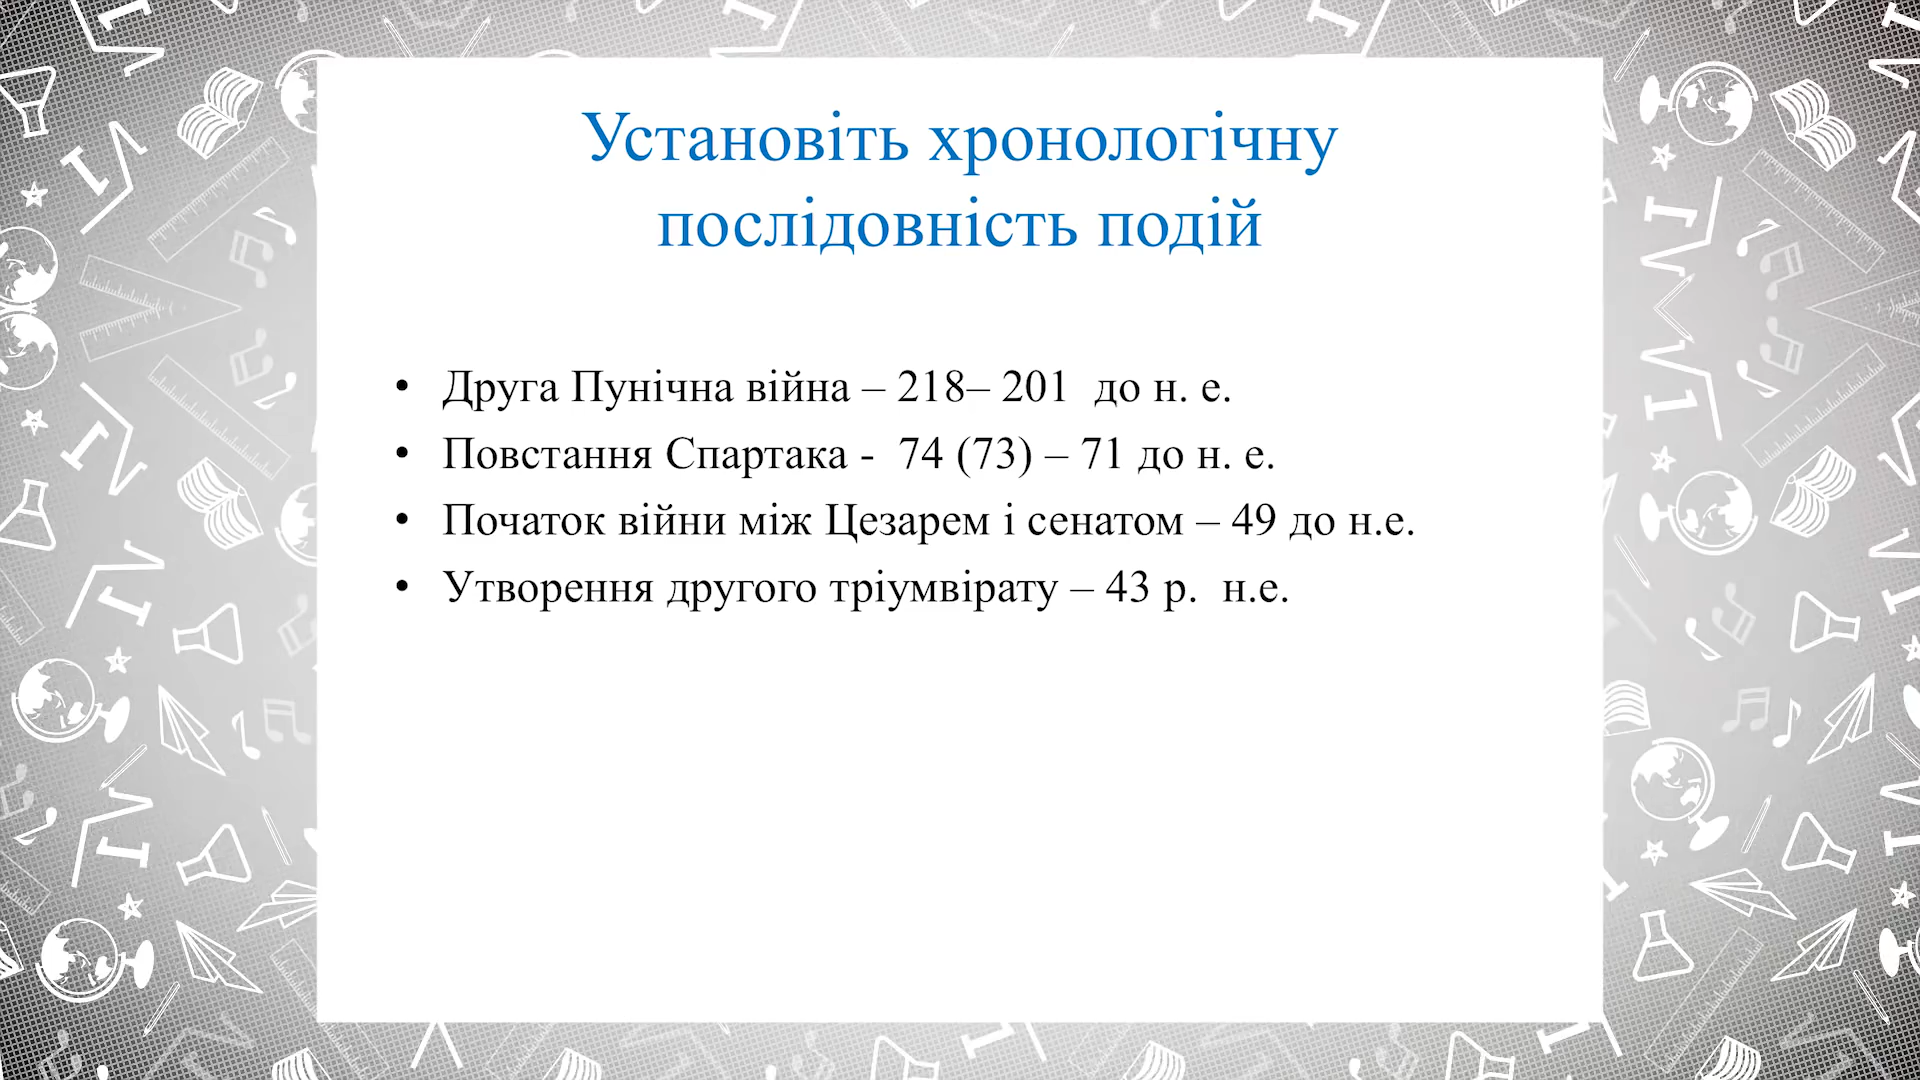 Установіть хронологічну
послідовність подій
• Друга Пунічна війна – 218– 201  до н. е.
• Повстання Спартака -  74 (73) – 71 до н. е.
• Початок війни між Цезарем і сенатом – 49 до н.е.
• Утворення другого тріумвірату – 43 р.  н.е.